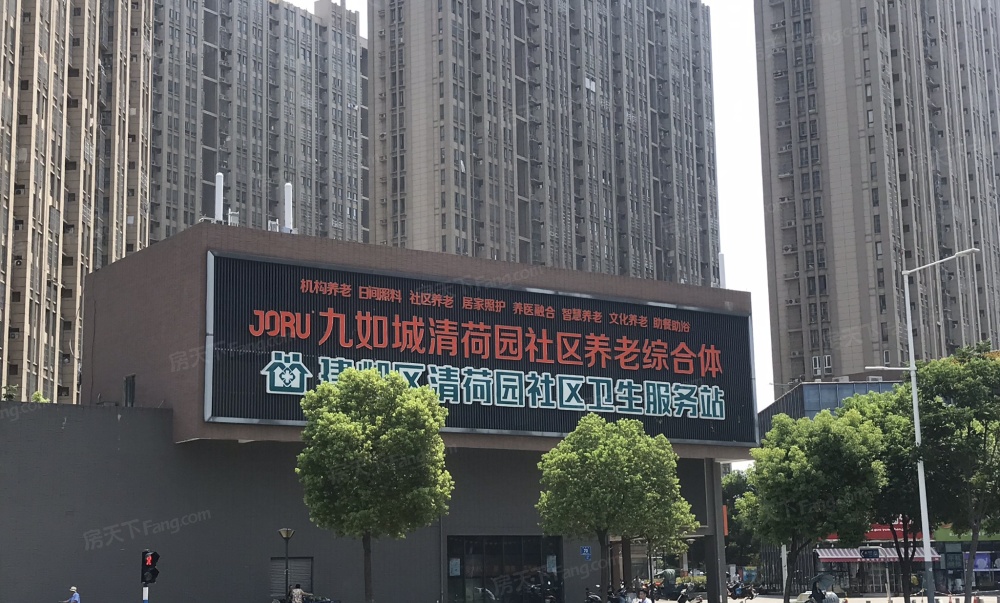 机构养老 日间照料 社区养老 居家照护 养医融合 智慧养老 文化养老 助餐助浴
JORU 九如城清荷园社区养老综合体
建邺区清荷园社区卫生服务站
房天下 Fang.com